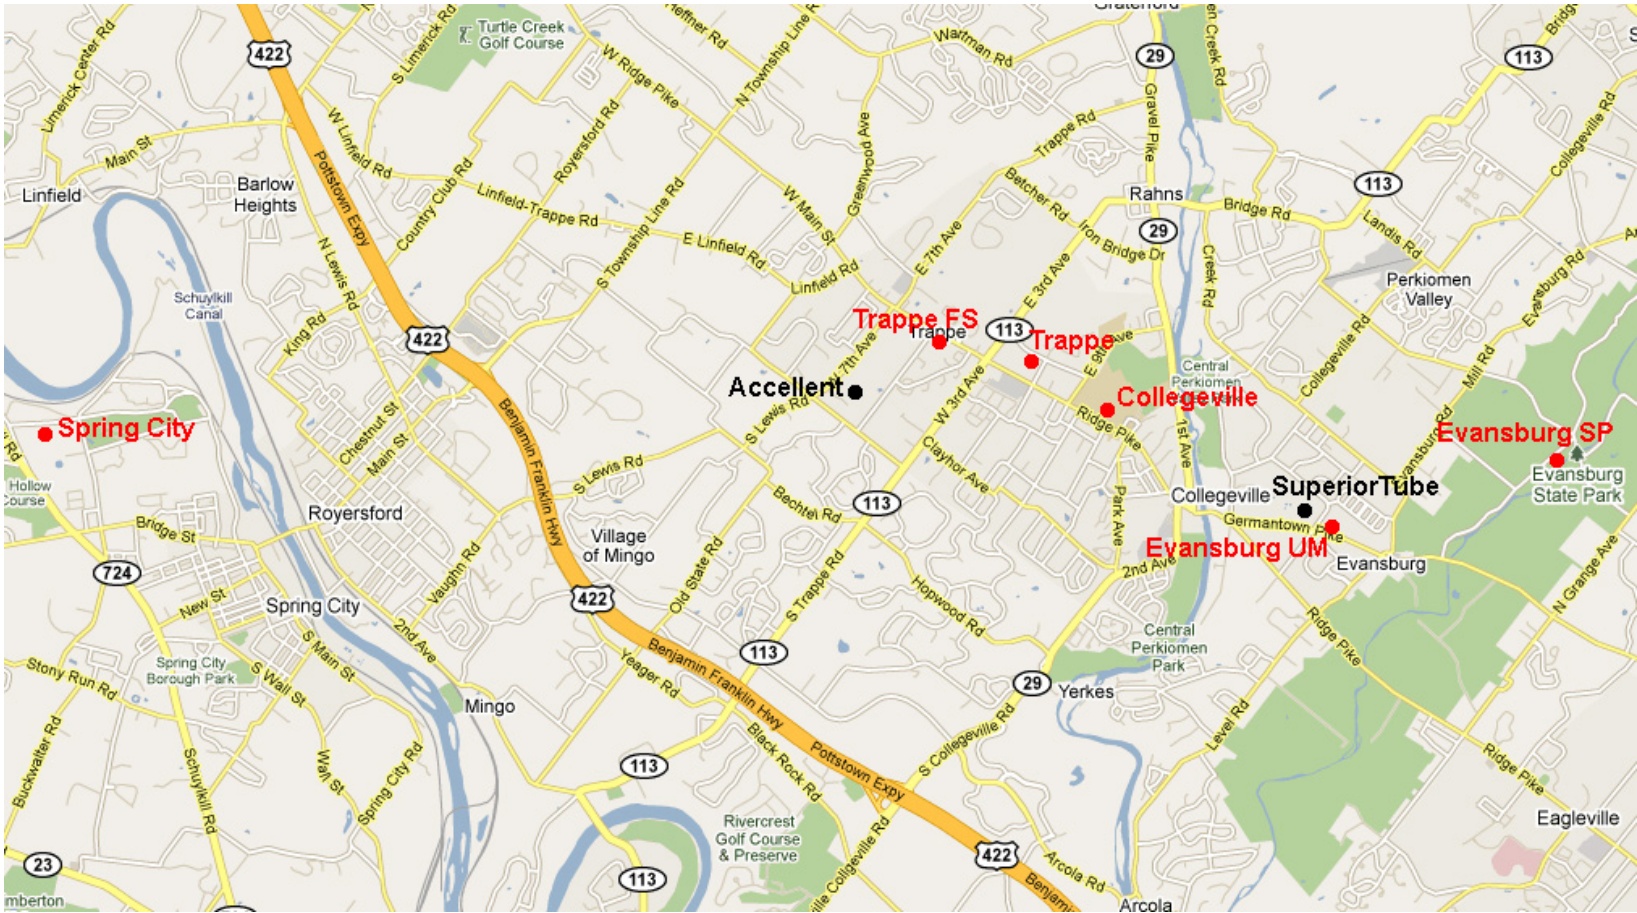 Graterford
Turtle Creek
Golf Course
Heffner Rd
N Township Line Rd
Wartman Rd
29
113
Bridge
Limerick Center Rd
422
S Limerick Rd
W Ridge Pike
Gravel Pike
Creek Rd
Collegeville Rd
Main St
Linfield
Barlow
Heights
Pottstown Expy
W Linfield Rd
Royersford Rd
Country Club Rd
Linfield-Trappe Rd
S Township Line Rd
E Linfield Rd
Linfield Rd
W Main St
Greenwood Ave
E 7th Ave
Trappe Rd
Betcher Rd
Iron Bridge Dr
E 3rd Ave
Rahns
29
Bridge Rd
113
Landis Rd
Creek Rd
Perkiomen
Valley
Evansburg Rd
N Lewis Rd
Schuylkill
Canal
King Rd
422
Trappe FS
Trappe
113
Trappe
E 9th Ave
Central
Perkiomen
Collegeville Rd
Mill Rd
Accellent
W 7th Ave
S Lewis Rd
W 3rd Ave
Collegeville
Ridge Pike
1st Ave
Spring City
Chestnut St
Main St
Benjamin Franklin Hwy
S Lewis Rd
Clayhor Ave
Evansburg SP
Evansburg Rd
Evansburg
State Park
Hollow
Course
Royersford
Bridge St
Bechtel Rd
113
Park Ave
Collegeville
SuperiorTube
Germantown Pike
Evansburg UM
Evansburg
2nd Ave
Village
of Mingo
724
New St
Spring City
Vaughn Rd
422
Old State Rd
S Trappe Rd
Hopwood Rd
N Grange Ave
Ridge Pike
2nd Ave
S Main St
Spring City
Borough Park
S Wall St
Stony Run Rd
Yeager Rd
Benjamin Franklin Hwy
113
Central
Perkiomen
Park
29
Yerkes
Mingo
Buckwalter Rd
Schuylkill Rd
Wall St
Spring City Rd
113
Black Rock Rd
Pottstown Expy
S Collegeville Rd
Level Rd
Ridge Pike
Rivercrest
Golf Course
& Preserve
Eagleville
23
113
422
Arcola Rd
Arcola